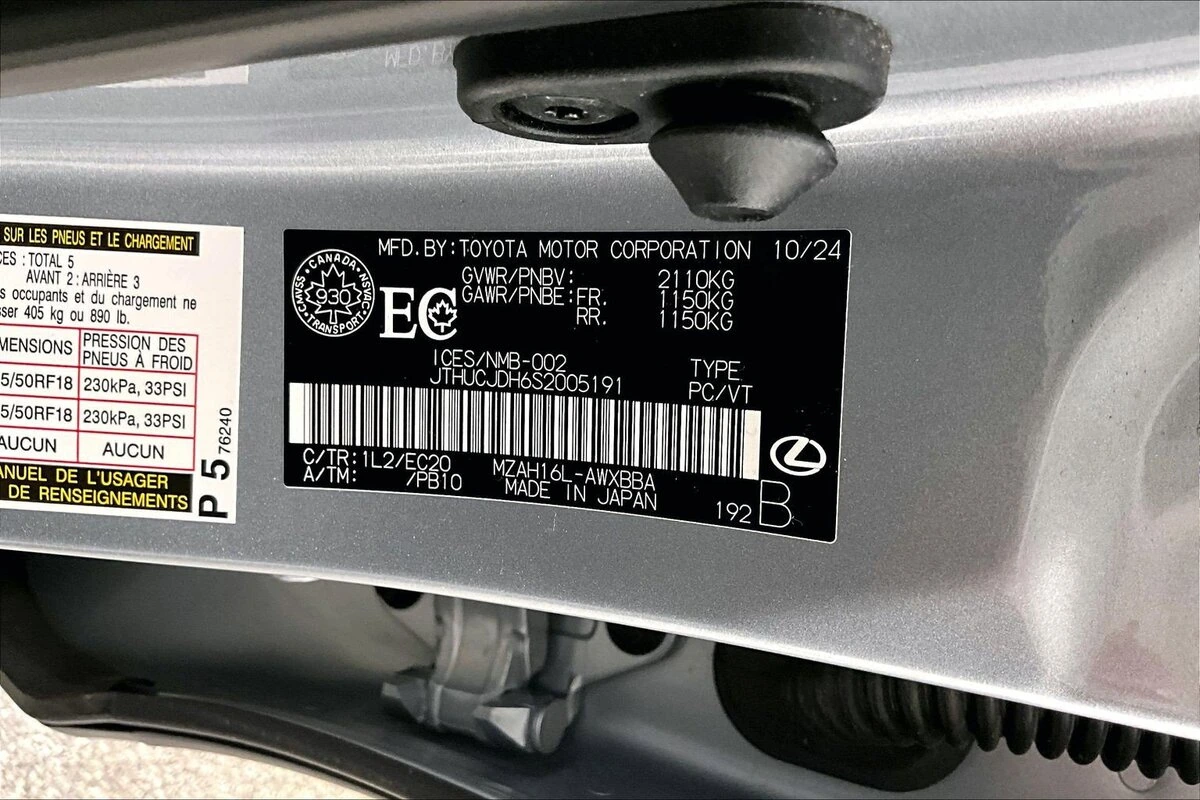 SUR LES PNEUS ET LE CHARGEMENT
TOTAL 5
AVANT 2: ARRIÈRE 3
occupants et du chargement ne
405 kg ou 890 lb.
PRESSION DES
PNEUS À FROID
5/50RF18 230kPa, 33PSI
5/50RF18 230kPa, 33PSI
AUCUN AUCUN
DE L'USAGER
DE RENSEIGNEMENTS
P 5 76240
MFD.BY:TOYOTA MOTOR CORPORATION 10/24
GVWR/PNBV: 2110KG
GAWR/PNBE:FR. 1150KG
RR. 1150KG
CANADA
CMVSS NSVAC
930
TRANSPORT
EC
ICES/NMB-002
JTHUCJDH6S2005191
TYPE
PC/VT
C/TR:1L2/EC20 MZAH16L-AWXBBA
A/TM: /PB10 MADE IN JAPAN
192 B